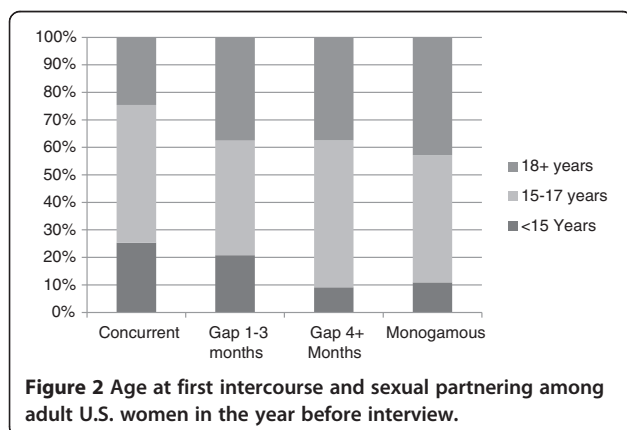 100%
90%
80%
70%
60%
50%
40%
30%
20%
10%
0%
Concurrent
Gap 1-3
months
Gap 4+
Months
Monogamous
18+ years
15-17 years
<15 Years
Figure 2 Age at first intercourse and sexual partnering among
adult U.S. women in the year before interview.